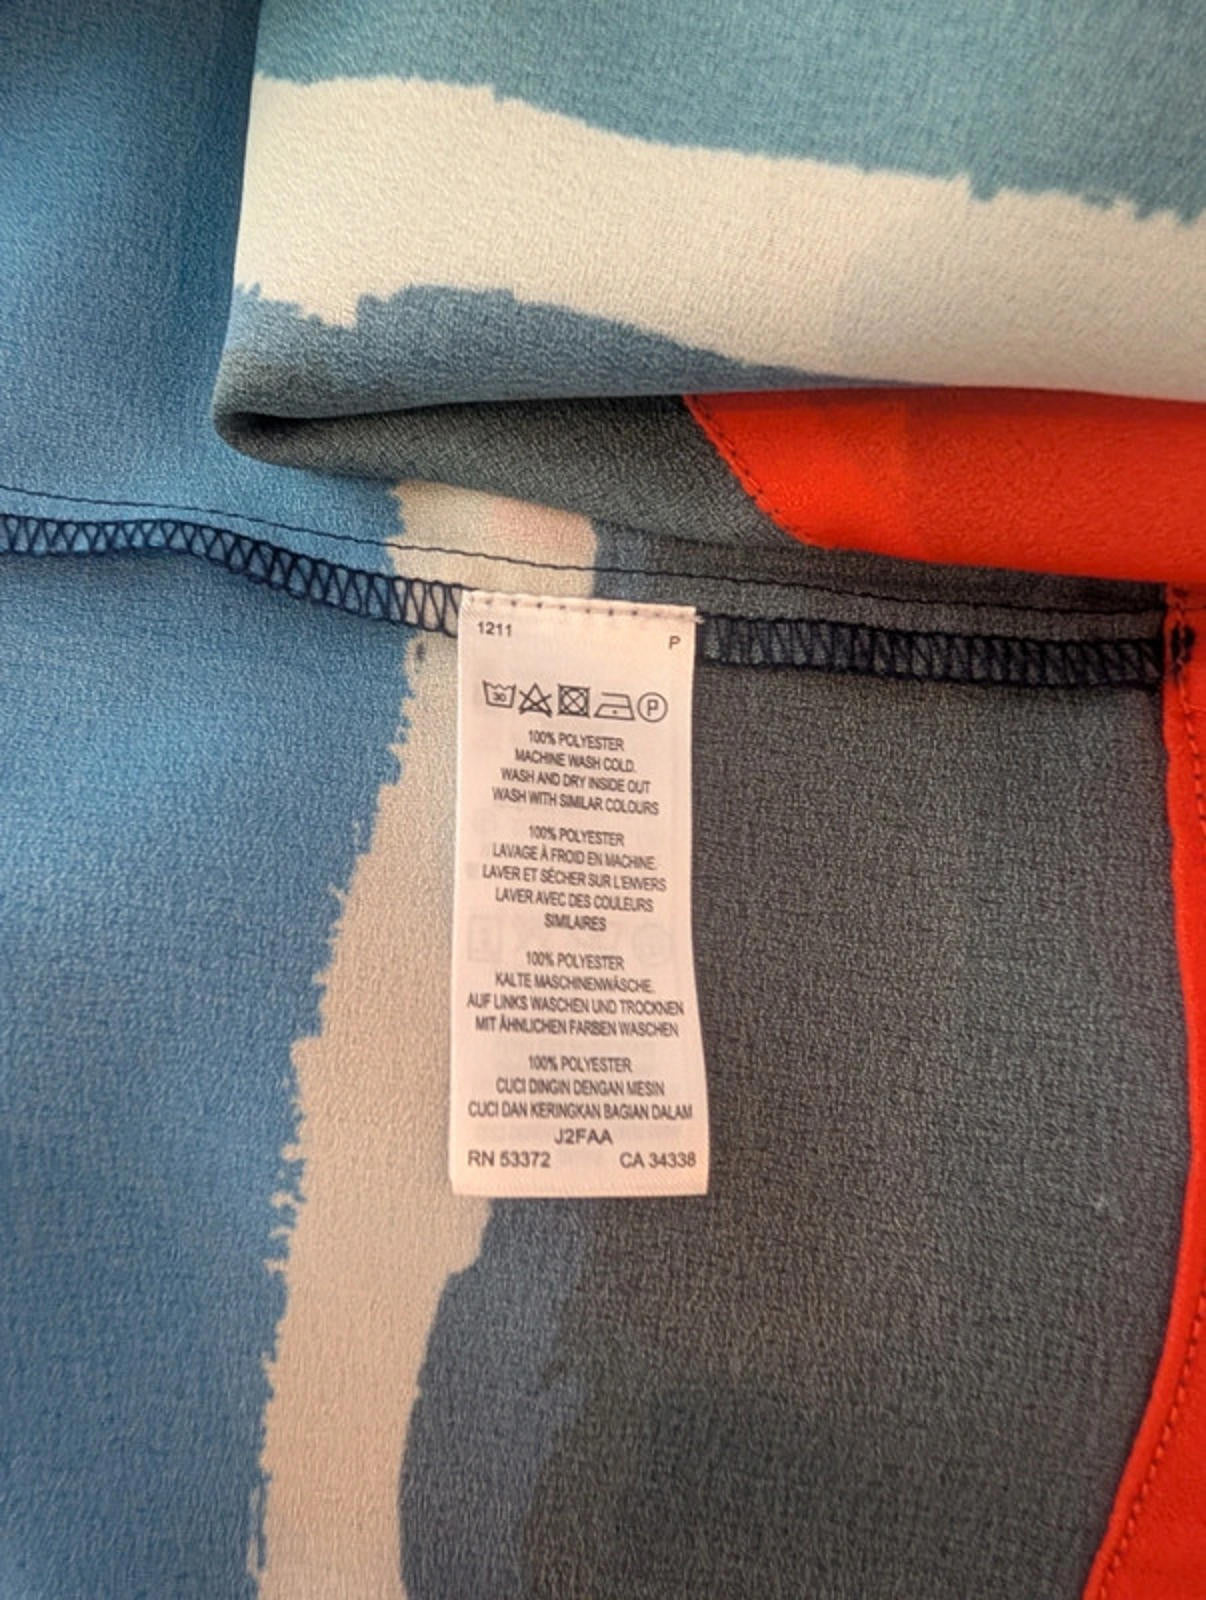 1211 P
30 P
100% POLYESTER
MACHINE WASH COLD.
WASH AND DRY INSIDE OUT
WASH WITH SIMILAR COLOURS
100% POLYESTER
LAVAGE À FROID EN MACHINE.
LAVER ET SÉCHER SUR L'ENVERS
LAVER AVEC DES COULEURS
SIMILAIRES
100% POLYESTER
KALTE MASCHINENWÄSCHE.
AUF LINKS WASCHEN UND TROCKNEN
MIT ÄHNLICHEN FARBEN WASCHEN
100% POLYESTER
CUCI DINGIN DENGAN MESIN
CUCI DAN KERINGKAN BAGIAN DALAM
J2FAA
RN 53372 CA 34338